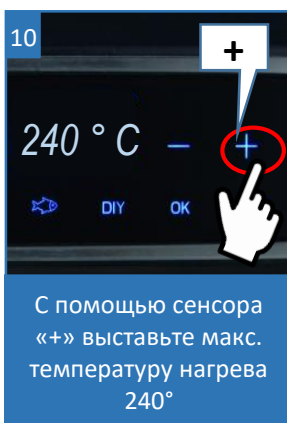 10
+
240 ° C – +
DIY OK
С помощью сенсора
«+» выставьте макс.
температуру нагрева
240°